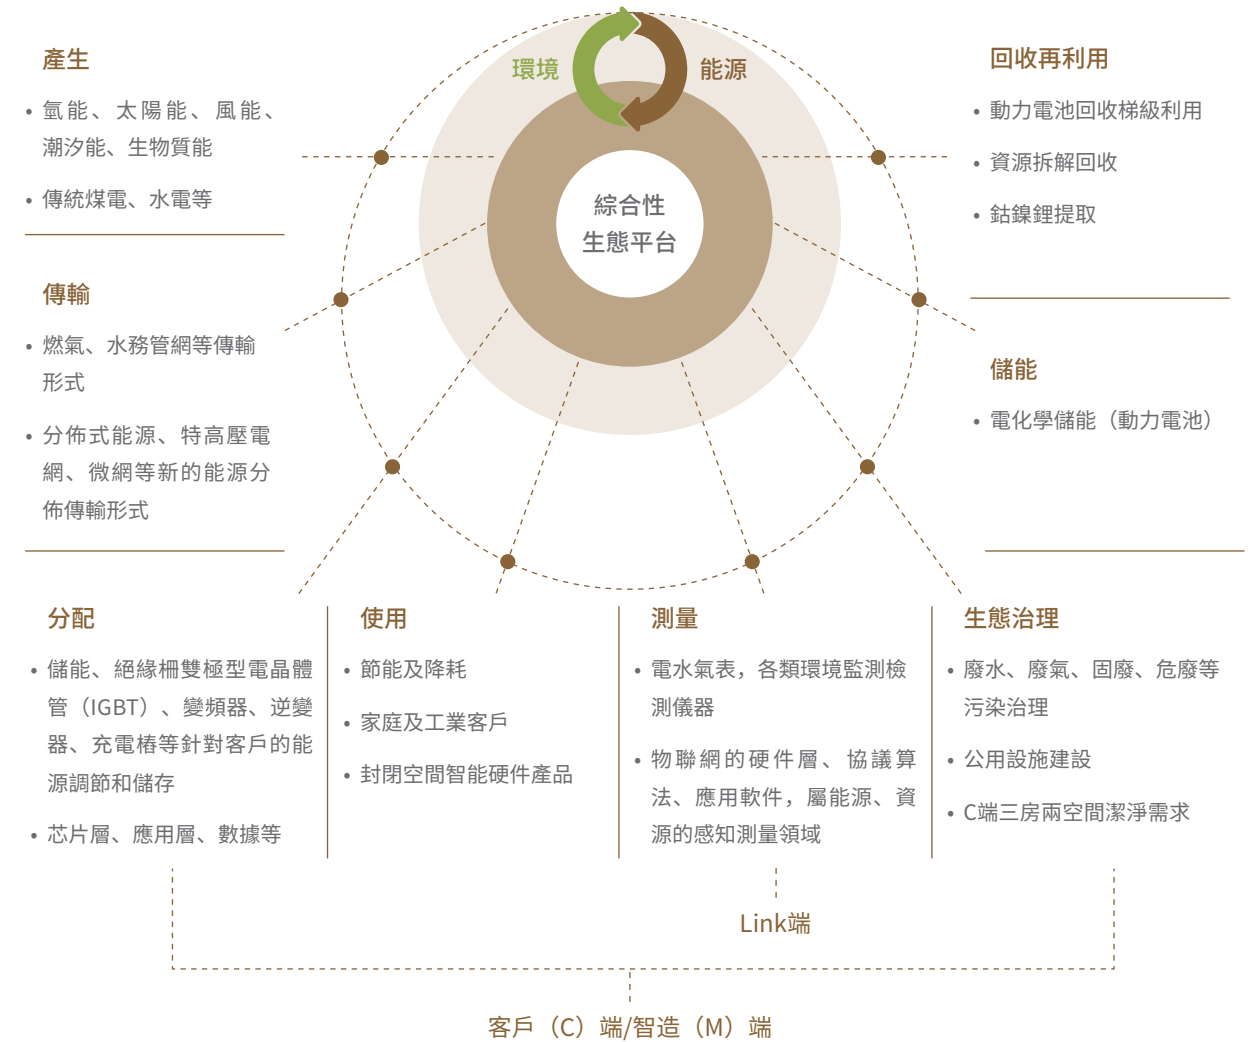 環境
能源
綜合性
生態平台
產生
• 氫能、太陽能、風能、
潮汐能、生物質能
• 傳統煤電、水電等
傳輸
• 燃氣、水務管網等傳輸
形式
• 分佈式能源、特高壓電
網、微網等新的能源分
佈傳輸形式
分配
• 儲能、絕緣柵雙極型電晶體
管（IGBT）、變頻器、逆變
器、充電樁等針對客戶的能
源調節和儲存
• 芯片層、應用層、數據等
使用
• 節能及降耗
• 家庭及工業客戶
• 封閉空間智能硬件產品
測量
• 電水氣表，各類環境監測檢
測儀器
• 物聯網的硬件層、協議算
法、應用軟件，屬能源、資
源的感知測量領域
生態治理
• 廢水、廢氣、固廢、危廢等
污染治理
• 公用設施建設
• C端三房兩空間潔淨需求
儲能
• 電化學儲能（動力電池）
回收再利用
• 動力電池回收梯級利用
• 資源拆解回收
• 鈷鎳鋰提取
Link端
客戶（C）端/智造（M）端